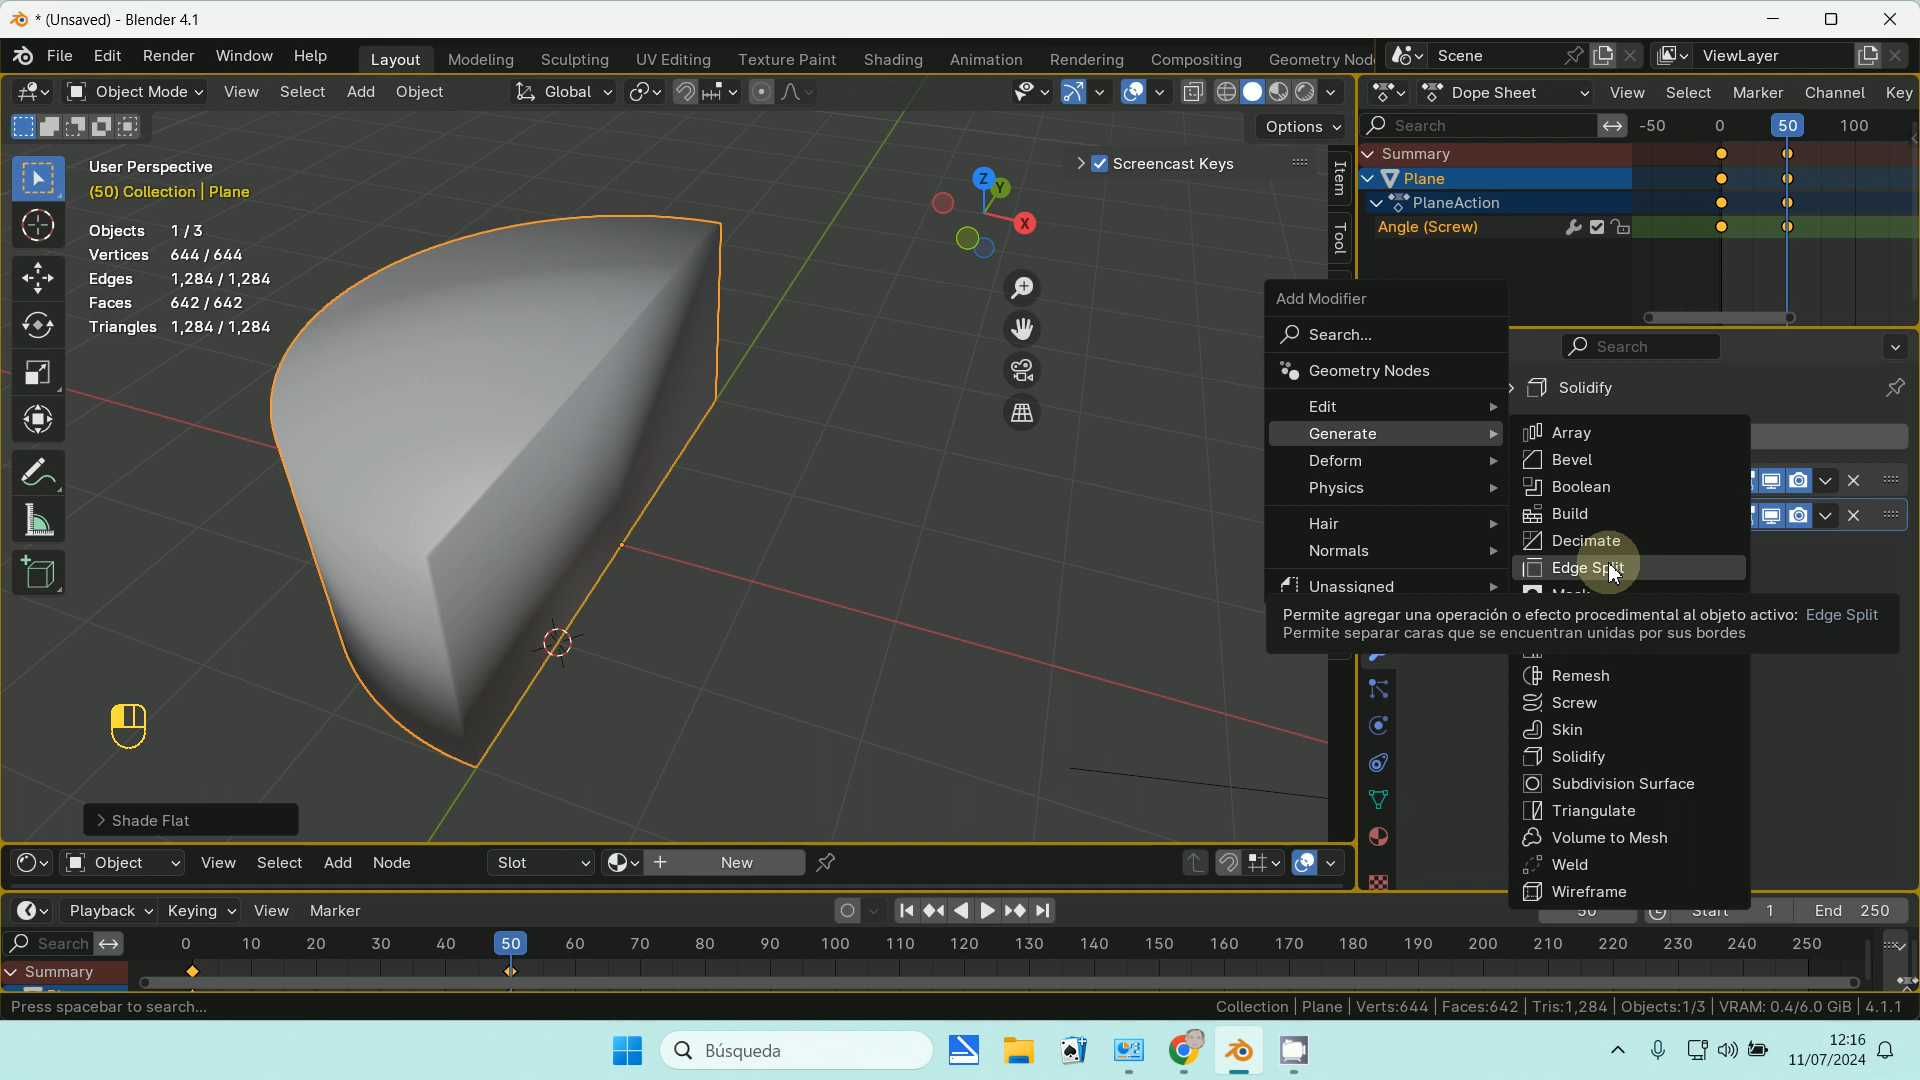 * (Unsaved) - Blender 4.1
File Edit Render Window Help
Layout Modeling Sculpting UV Editing Texture Paint Shading Animation Rendering Compositing Geometry Nod
Scene
ViewLayer
Object Mode View Select Add Object
Global
Options
Dope Sheet View Select Marker Channel Key
Search -50 0 50 100
Summary
Plane
PlaneAction
Angle (Screw)
User Perspective
(50) Collection | Plane
Objects 1 / 3
Vertices 644 / 644
Edges 1,284 / 1,284
Faces 642 / 642
Triangles 1,284 / 1,284
Screencast Keys
Item
Tool
Z
Y
X
Add Modifier
Search...
Geometry Nodes
Edit
Generate
Deform
Physics
Hair
Normals
Unassigned
Search
Solidify
Array
Bevel
Boolean
Build
Decimate
Edge Split
Permite agregar una operación o efecto procedimental al objeto activo: Edge Split
Permite separar caras que se encuentran unidas por sus bordes
Remesh
Screw
Skin
Solidify
Subdivision Surface
Triangulate
Volume to Mesh
Weld
Wireframe
Shade Flat
Object View Select Add Node
Slot
New
Playback Keying View Marker
50 Start 1 End 250
Search 0 10 20 30 40 50 60 70 80 90 100 110 120 130 140 150 160 170 180 190 200 210 220 230 240 250
Summary
Press spacebar to search...
Collection | Plane | Verts:644 | Faces:642 | Tris:1,284 | Objects:1/3 | VRAM: 0.4/6.0 GiB | 4.1.1
Búsqueda
12:16
11/07/2024